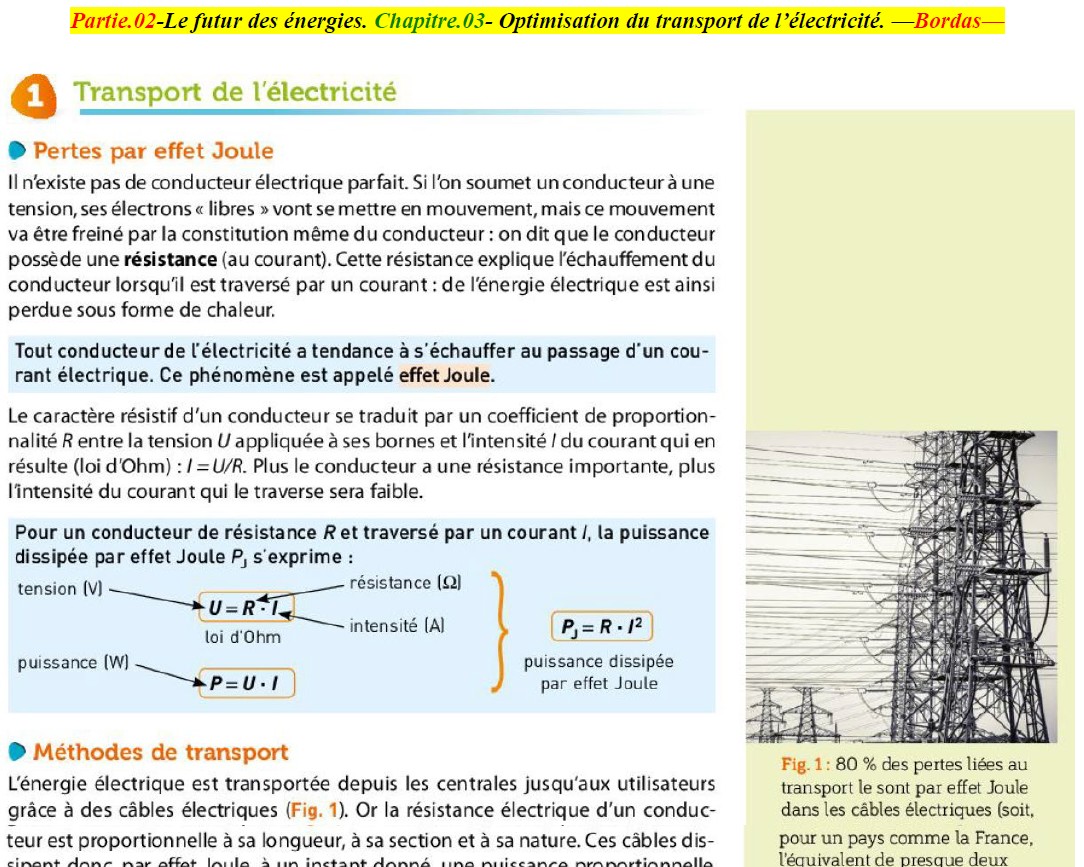 Partie.02-Le futur des énergies. Chapitre.03- Optimisation du transport de l'électricité. —Bordas—
1 Transport de l'électricité
Pertes par effet Joule
Il n'existe pas de conducteur électrique parfait. Si l'on soumet un conducteur à une
tension, ses électrons « libres » vont se mettre en mouvement, mais ce mouvement
va être freiné par la constitution même du conducteur : on dit que le conducteur
possède une résistance (au courant). Cette résistance explique l'échauffement du
conducteur lorsqu'il est traversé par un courant : de l'énergie électrique est ainsi
perdue sous forme de chaleur.
Tout conducteur de l'électricité a tendance à s'échauffer au passage d'un cou-
rant électrique. Ce phénomène est appelé effet Joule.
Le caractère résistif d'un conducteur se traduit par un coefficient de proportion-
nalité R entre la tension U appliquée à ses bornes et l'intensité I du courant qui en
résulte (loi d'Ohm) : I = U/R. Plus le conducteur a une résistance importante, plus
l'intensité du courant qui le traverse sera faible.
Pour un conducteur de résistance R et traversé par un courant I, la puissance
dissipée par effet Joule PJ s'exprime :
tension (V)
résistance (Ω)
U = R · I
loi d'Ohm
intensité (A)
puissance (W)
P = U · I
PJ = R · I²
puissance dissipée
par effet Joule
Méthodes de transport
L'énergie électrique est transportée depuis les centrales jusqu'aux utilisateurs
grâce à des câbles électriques (Fig. 1). Or la résistance électrique d'un conduc-
teur est proportionnelle à sa longueur, à sa section et à sa nature. Ces câbles dis-
sipent donc, par effet Joule, à un instant donné, une puissance proportionnelle
Fig. 1 : 80 % des pertes liées au
transport le sont par effet Joule
dans les câbles électriques (soit,
pour un pays comme la France,
l'équivalent de presque deux